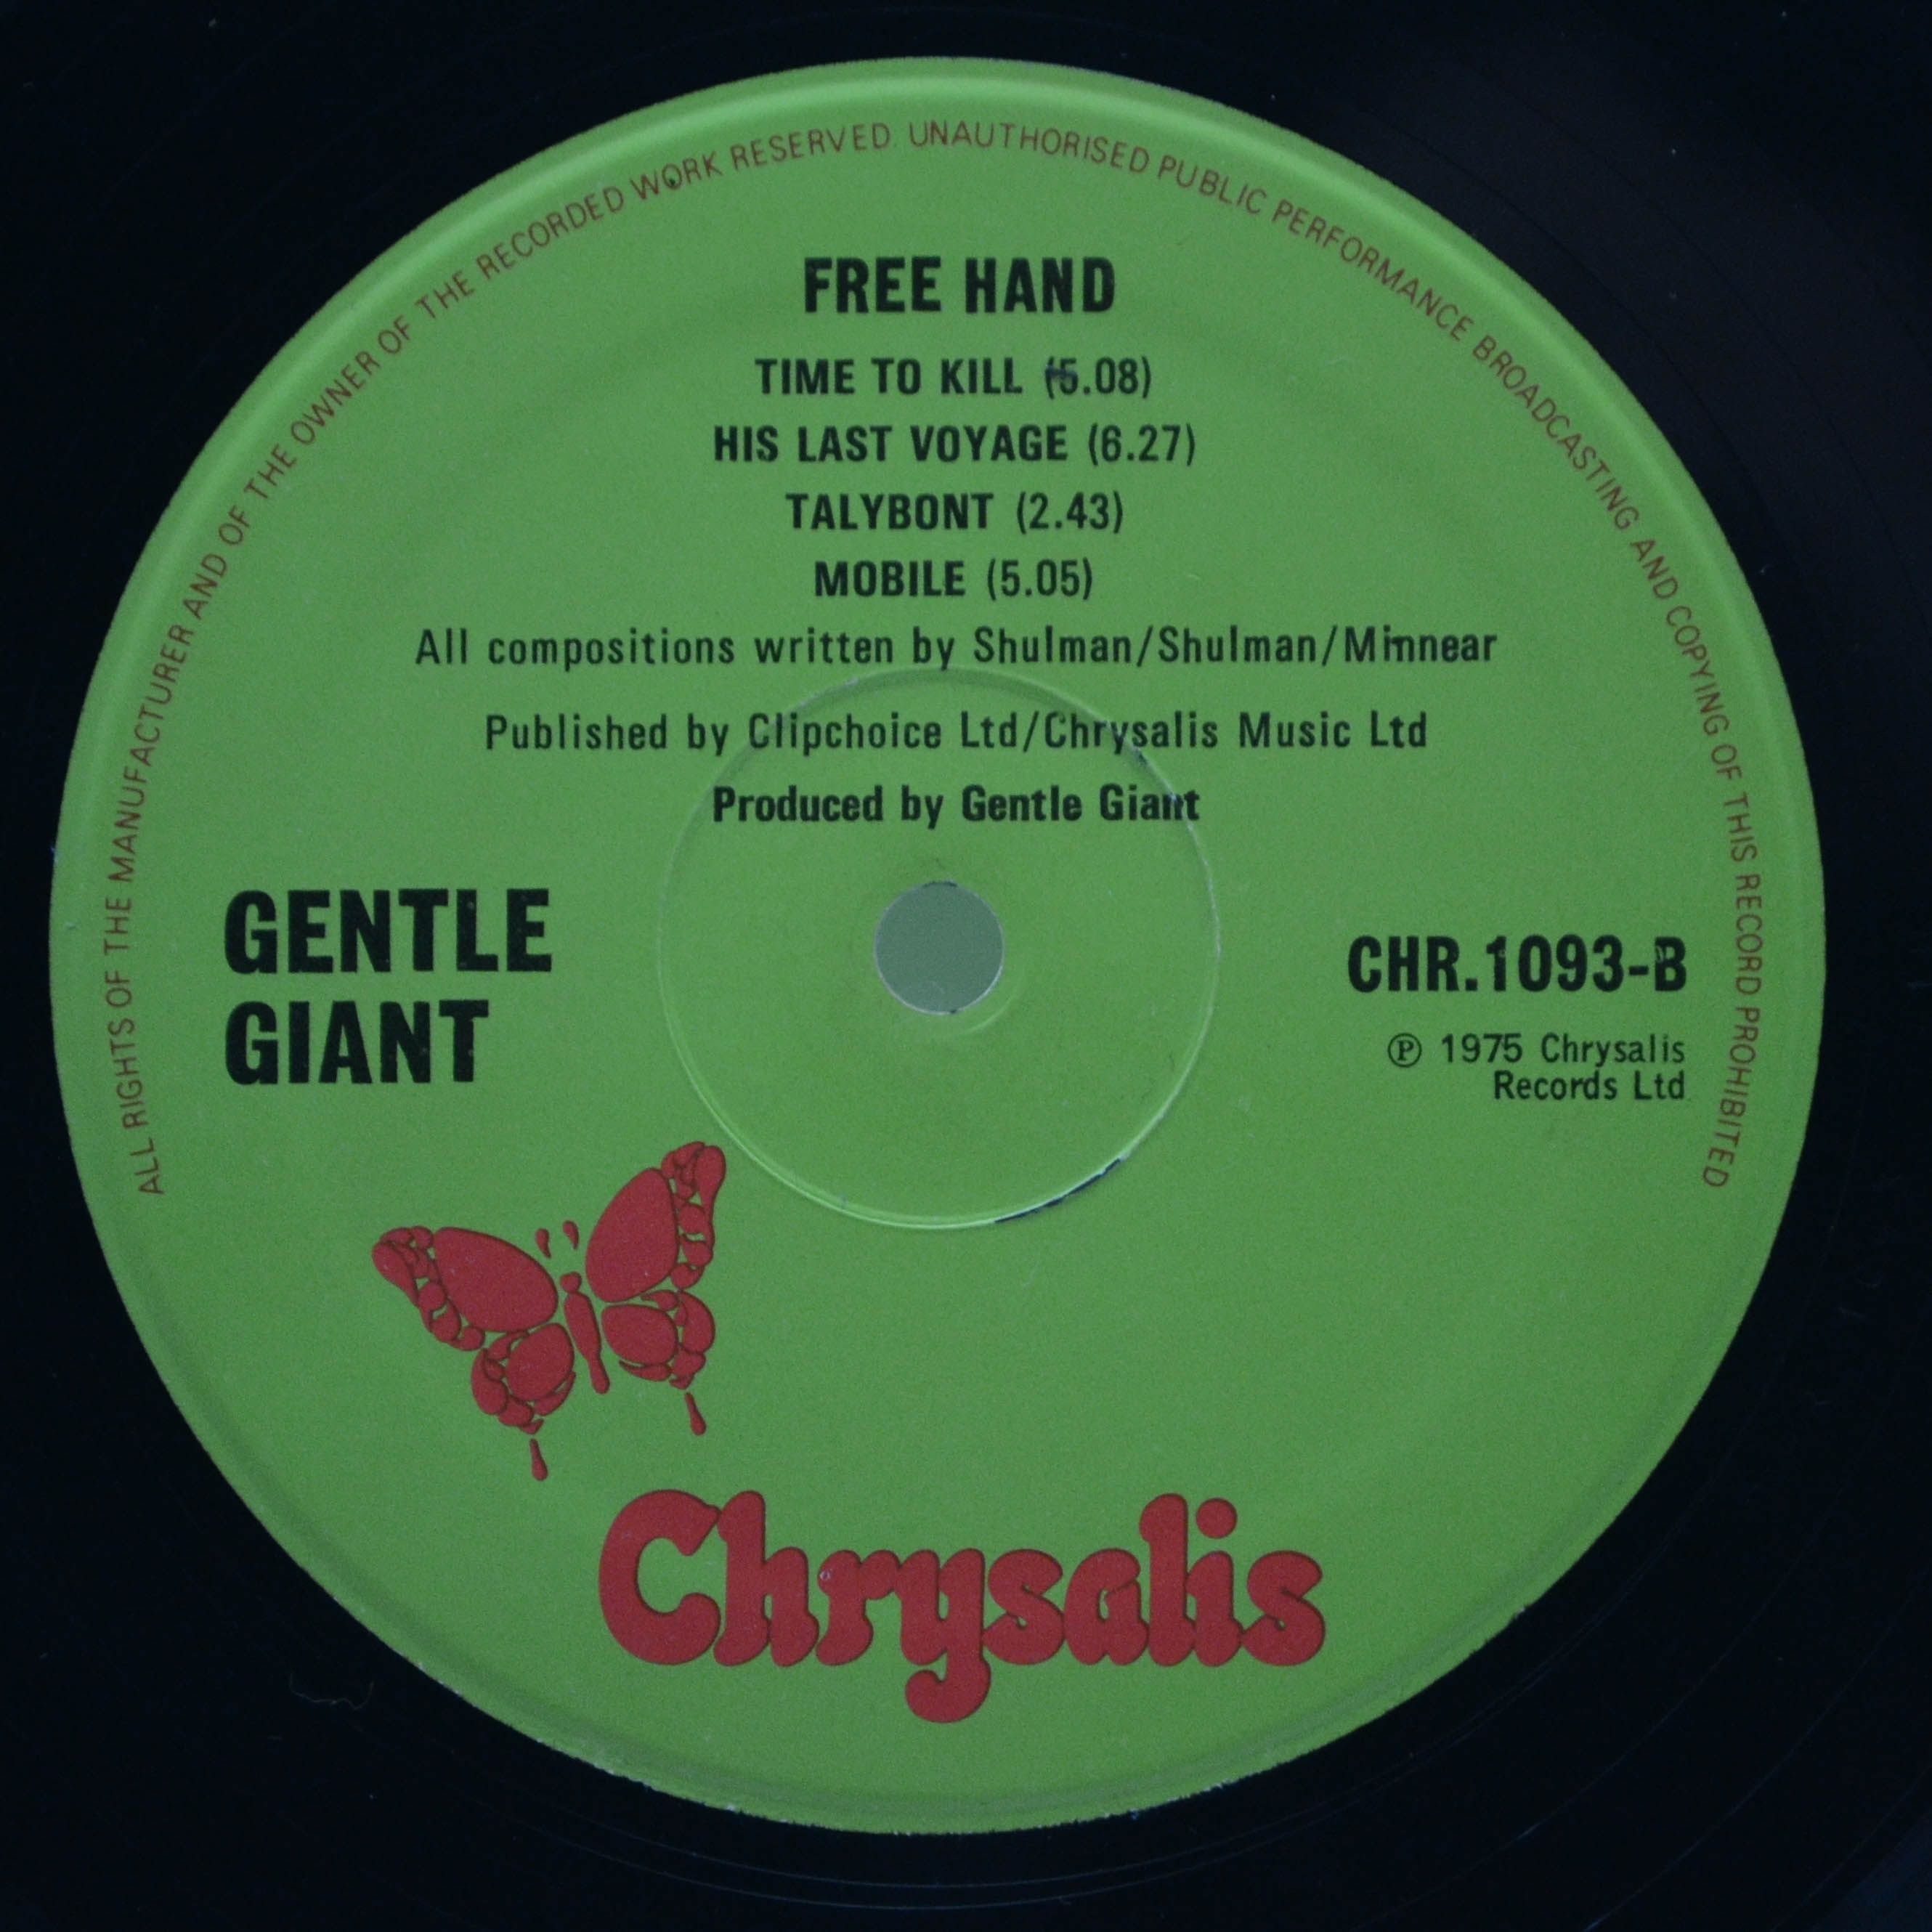 ALL RIGHTS OF THE MANUFACTURER AND OF THE OWNER OF THE RECORDED WORK RESERVED. UNAUTHORISED PUBLIC PERFORMANCE BROADCASTING AND COPYING OF THIS RECORD PROHIBITED
FREE HAND
TIME TO KILL (5.08)
HIS LAST VOYAGE (6.27)
TALYBONT (2.43)
MOBILE (5.05)
All compositions written by Shulman/Shulman/Minnear
Published by Clipchoice Ltd/Chrysalis Music Ltd
Produced by Gentle Giant
GENTLE
GIANT
CHR.1093-B
℗ 1975 Chrysalis
Records Ltd
Chrysalis